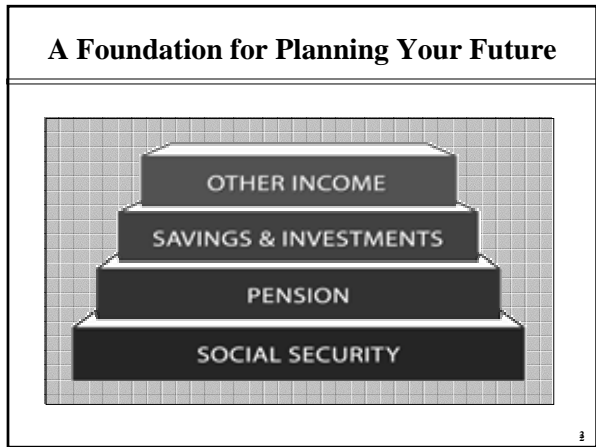 A Foundation for Planning Your Future
OTHER INCOME
SAVINGS & INVESTMENTS
PENSION
SOCIAL SECURITY